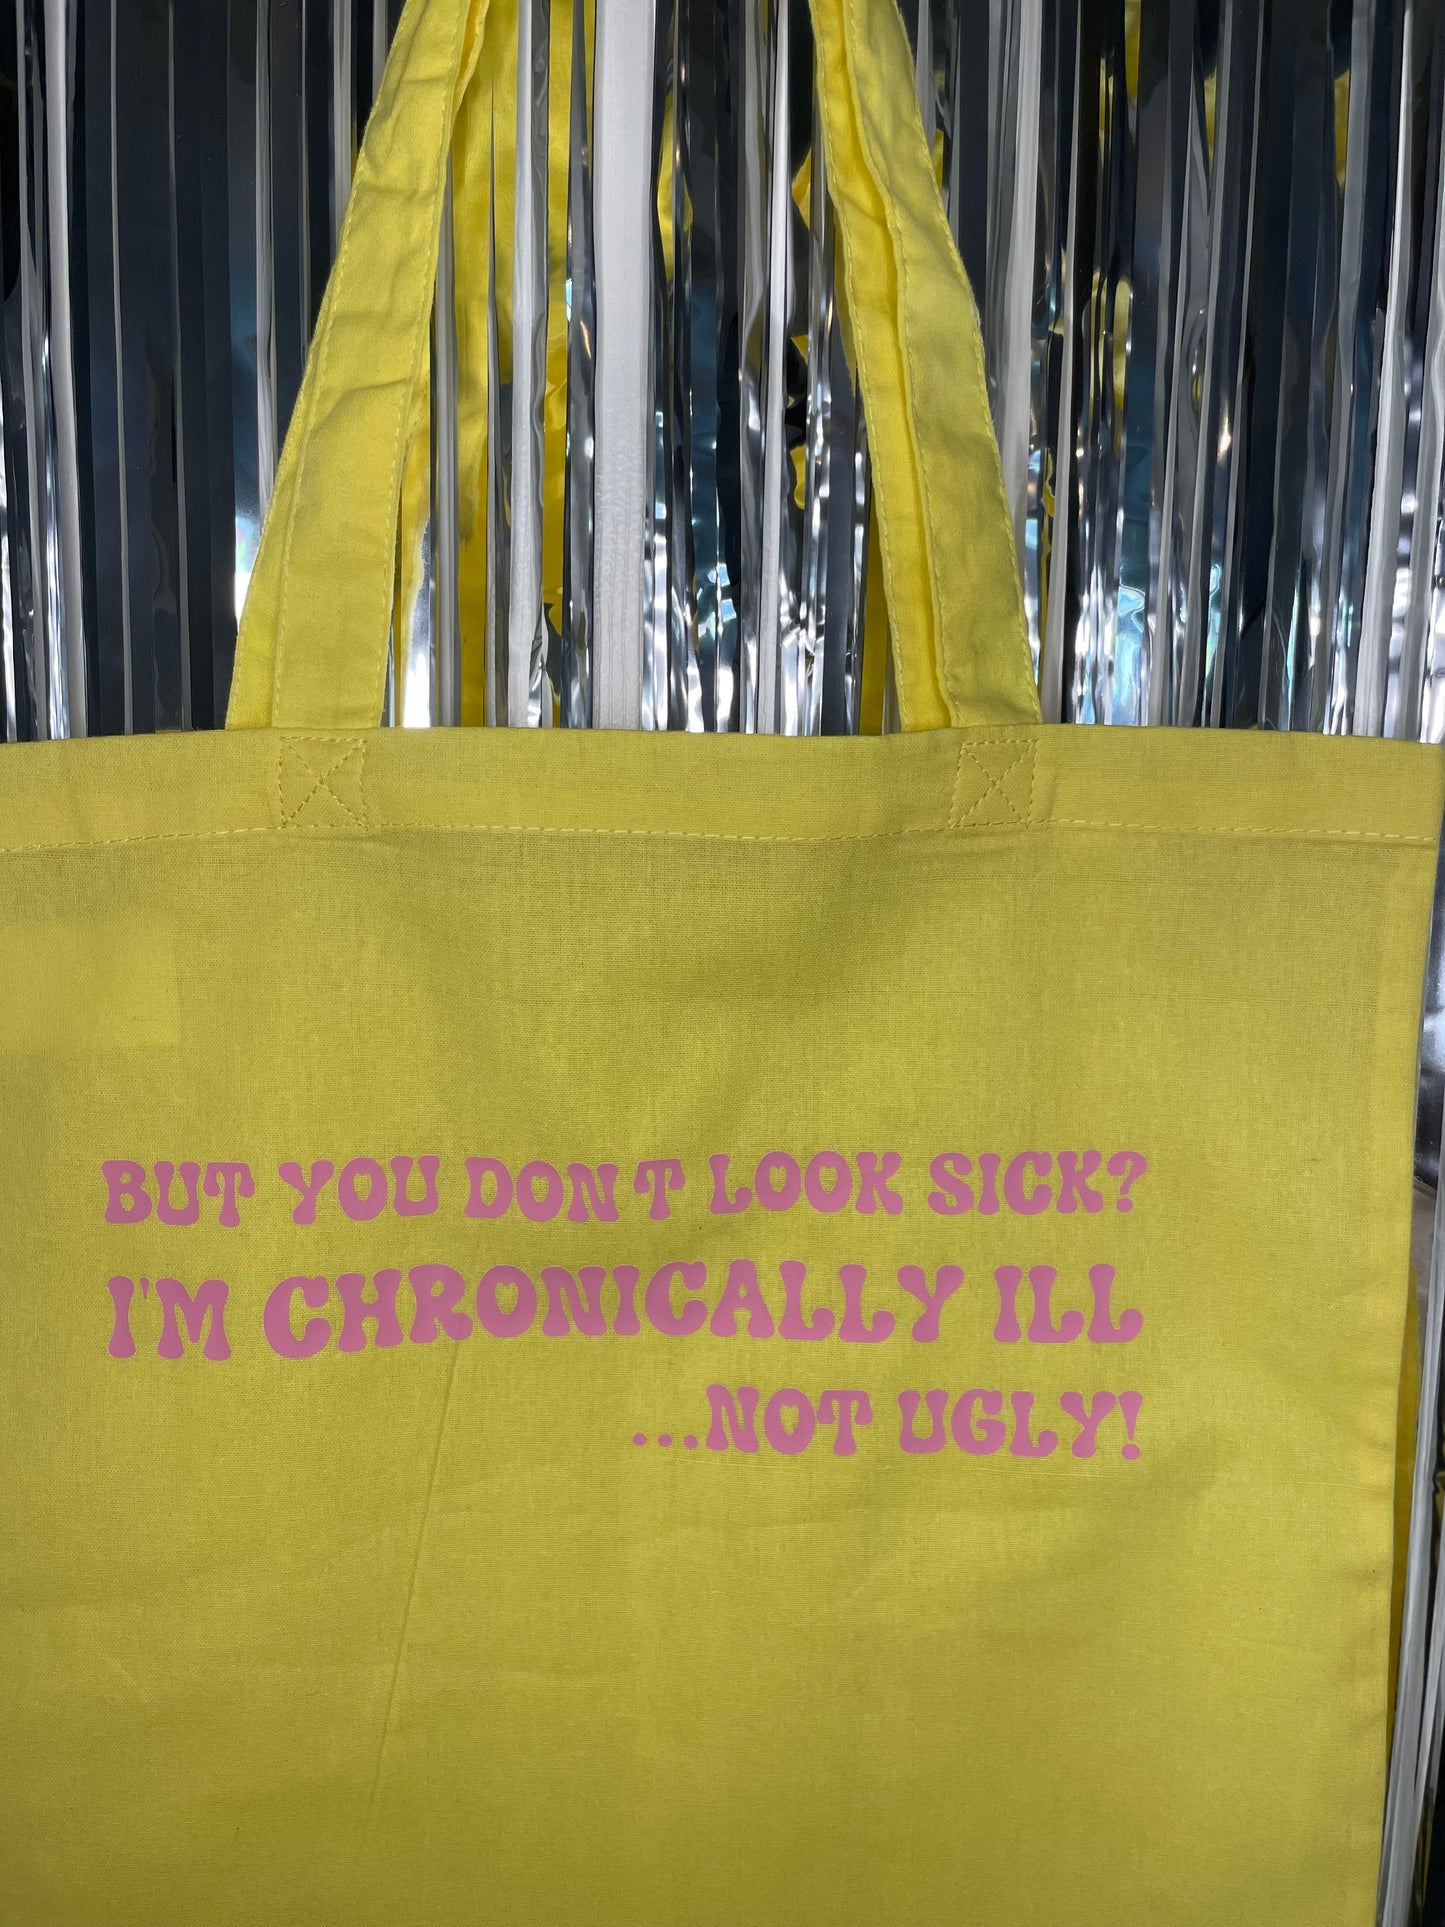 BUT YOU DON'T LOOK SICK?
I'M CHRONICALLY ILL
...NOT UGLY!